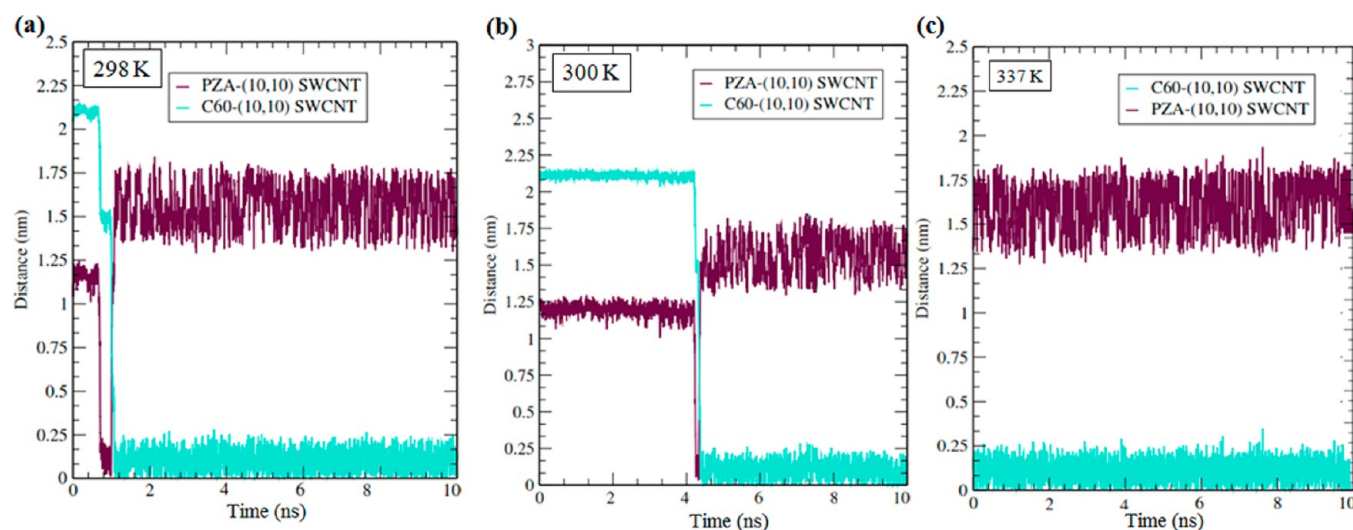 (a)
2.5
298 K
PZA-(10,10) SWCNT
C60-(10,10) SWCNT
2.25
2
1.75
1.5
1.25
1
0.75
0.5
0.25
0
0
2
4
6
8
10
Distance (nm)
Time (ns)
(b)
3
300 K
PZA-(10,10) SWCNT
C60-(10,10) SWCNT
2.75
2.5
2.25
2
1.75
1.5
1.25
1
0.75
0.5
0.25
0
0
2
4
6
8
10
Distance (nm)
Time (ns)
(c)
2.5
337 K
C60-(10,10) SWCNT
PZA-(10,10) SWCNT
2.25
2
1.75
1.5
1.25
1
0.75
0.5
0.25
0
0
2
4
6
8
10
Distance (nm)
Time (ns)